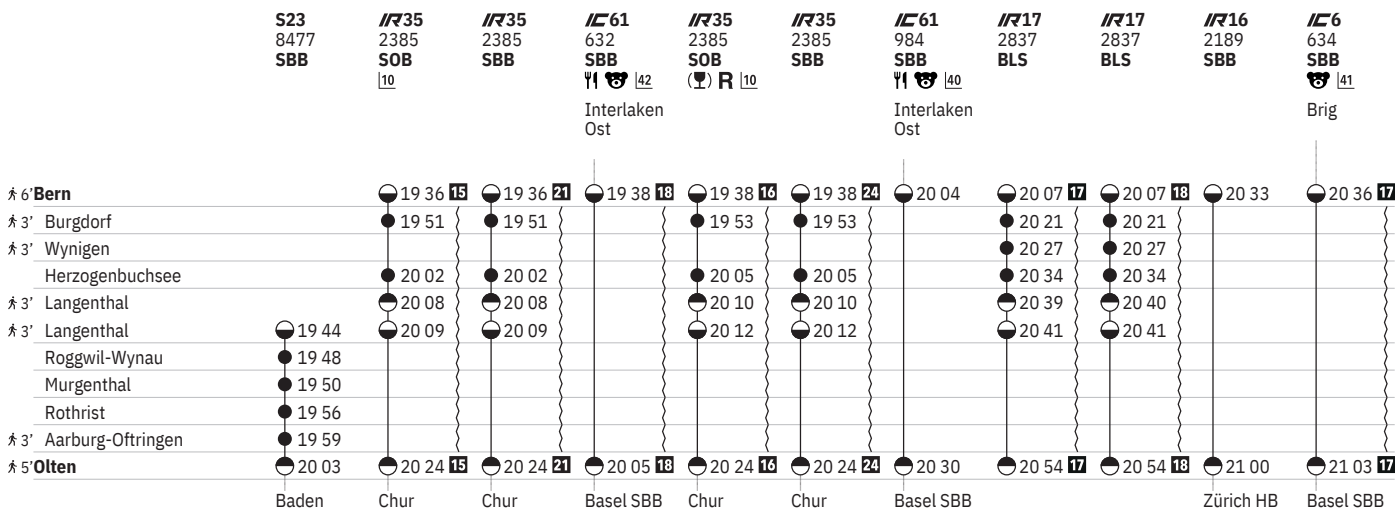 S23 IR35 IR35 IC61 IR35 IR35 IC61 IR17 IR17 IR16 IC6
8477 2385 2385 632 2385 2385 984 2837 2837 2189 634
SBB SOB SBB SBB SOB SBB SBB BLS BLS SBB SBB
10 42 R 10 40 41
Interlaken Interlaken Brig
Ost Ost
6' Bern 19 36 15 19 36 21 19 38 18 19 38 16 19 38 24 20 04 20 07 17 20 07 18 20 33 20 36 17
3' Burgdorf 19 51 19 51 19 53 19 53 20 21 20 21
3' Wynigen 20 27 20 27
Herzogenbuchsee 20 02 20 02 20 05 20 05 20 34 20 34
3' Langenthal 20 08 20 08 20 10 20 10 20 39 20 40
3' Langenthal 19 44 20 09 20 09 20 12 20 12 20 41 20 41
Roggwil-Wynau 19 48
Murgenthal 19 50
Rothrist 19 56
3' Aarburg-Oftringen 19 59
5' Olten 20 03 20 24 15 20 24 21 20 05 18 20 24 16 20 24 24 20 30 20 54 17 20 54 18 21 00 21 03 17
Baden Chur Chur Basel SBB Chur Chur Basel SBB Zürich HB Basel SBB